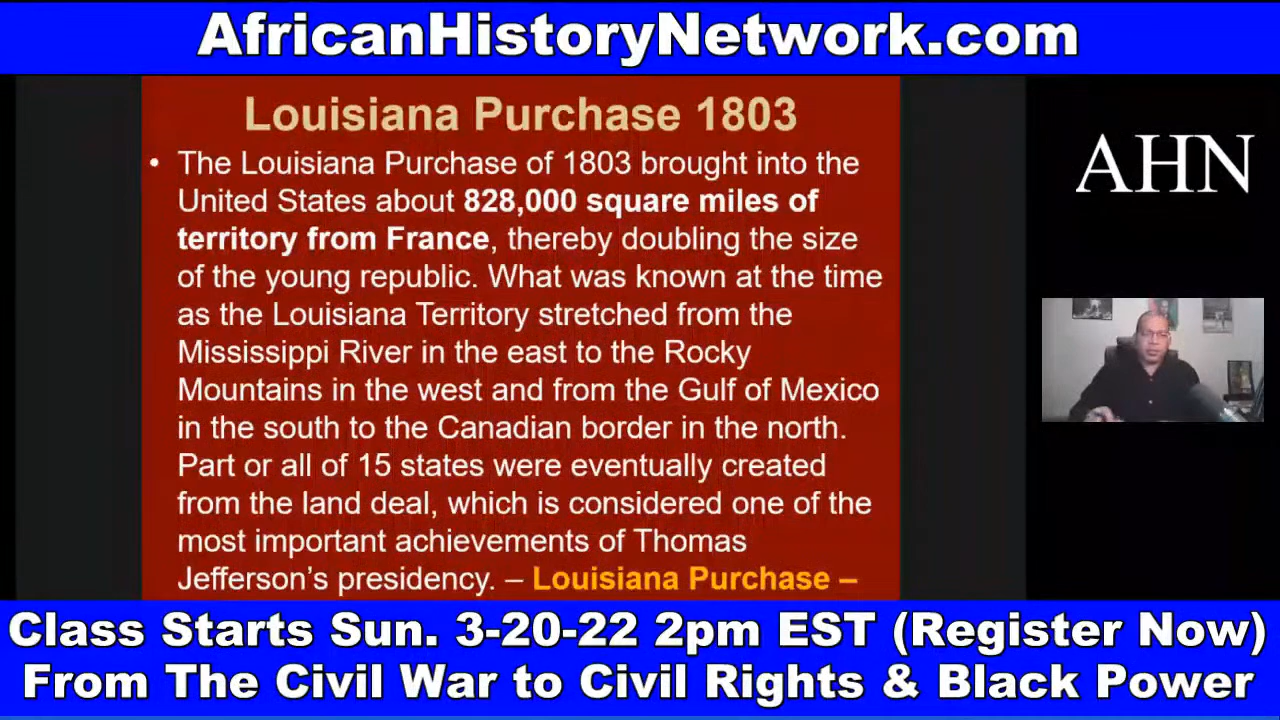 AfricanHistoryNetwork.com
Louisiana Purchase 1803
• The Louisiana Purchase of 1803 brought into the
United States about 828,000 square miles of
territory from France, thereby doubling the size
of the young republic. What was known at the time
as the Louisiana Territory stretched from the
Mississippi River in the east to the Rocky
Mountains in the west and from the Gulf of Mexico
in the south to the Canadian border in the north.
Part or all of 15 states were eventually created
from the land deal, which is considered one of the
most important achievements of Thomas
Jefferson’s presidency. – Louisiana Purchase –
AHN
Class Starts Sun. 3-20-22 2pm EST (Register Now)
From The Civil War to Civil Rights & Black Power